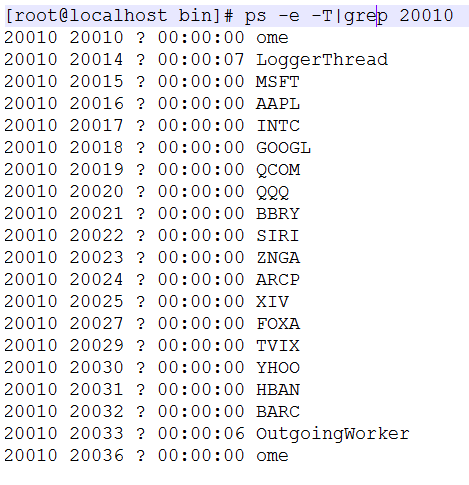 [root@localhost bin]# ps -e -T|grep 20010
20010 20010 ? 00:00:00 ome
20010 20014 ? 00:00:07 LoggerThread
20010 20015 ? 00:00:00 MSFT
20010 20016 ? 00:00:00 AAPL
20010 20017 ? 00:00:00 INTC
20010 20018 ? 00:00:00 GOOGL
20010 20019 ? 00:00:00 QCOM
20010 20020 ? 00:00:00 QQQ
20010 20021 ? 00:00:00 BBRY
20010 20022 ? 00:00:00 SIRI
20010 20023 ? 00:00:00 ZNGA
20010 20024 ? 00:00:00 ARCP
20010 20025 ? 00:00:00 XIV
20010 20027 ? 00:00:00 FOXA
20010 20029 ? 00:00:00 TVIX
20010 20030 ? 00:00:00 YHOO
20010 20031 ? 00:00:00 HBAN
20010 20032 ? 00:00:00 BARC
20010 20033 ? 00:00:06 OutgoingWorker
20010 20036 ? 00:00:00 ome